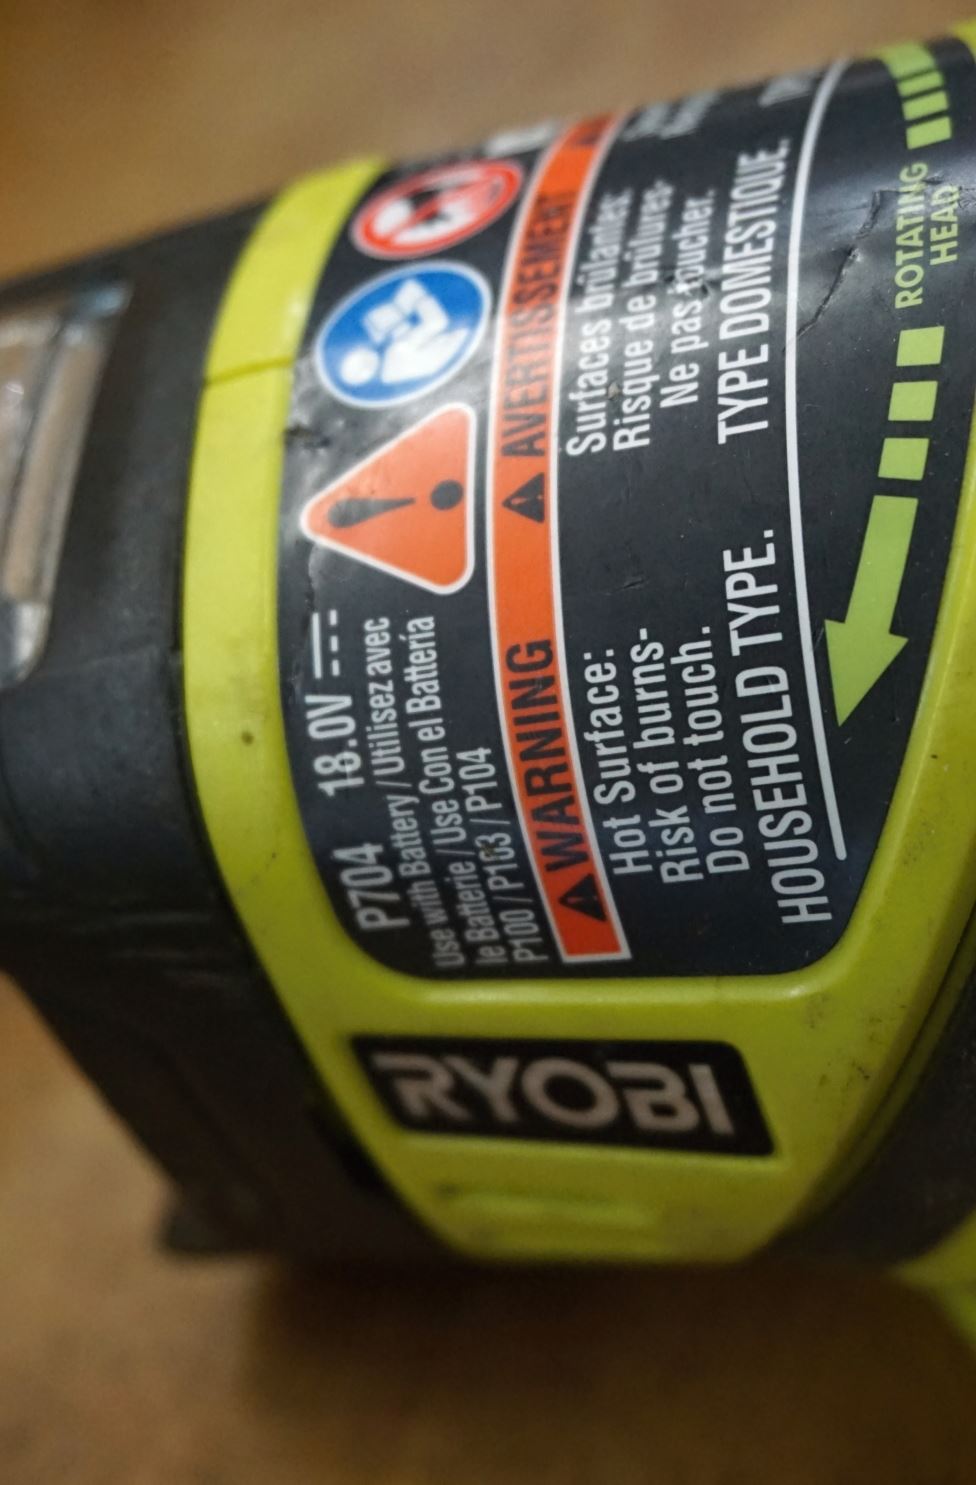 P704 18.0V
Use with Battery / Utilisez avec
le Batterie / Use Con el Batteria
P100 / P103 / P104
WARNING
Hot Surface:
Risk of burns-
Do not touch.
HOUSEHOLD TYPE.
AVERTISSEMENT
Surfaces brûlantes:
Risque de brûlures-
Ne pas toucher.
TYPE DOMESTIQUE.
ROTATING
HEAD
RYOBI